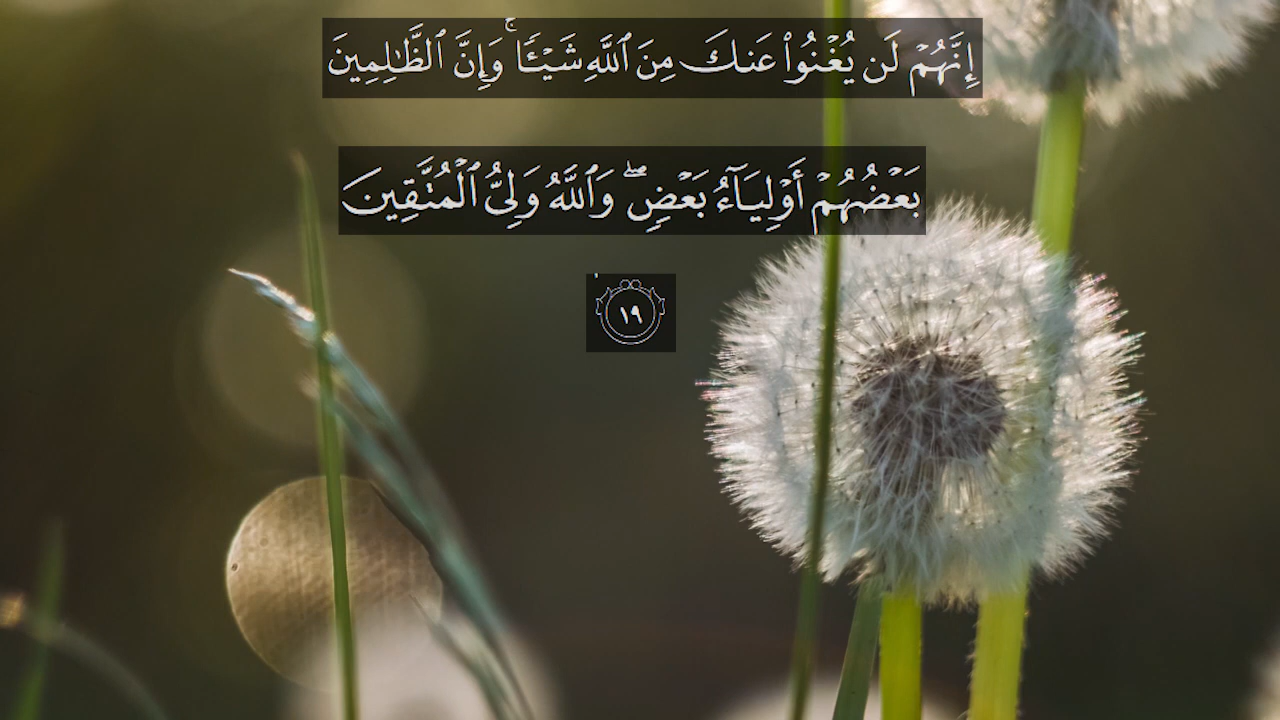 إِنَّهُمۡ لَن يُغۡنُواْ عَنكَ مِنَ ٱللَّهِ شَيۡـٔٗاۚ وَإِنَّ ٱلظَّٰلِمِينَ
بَعۡضُهُمۡ أَوۡلِيَآءُ بَعۡضٖۖ وَٱللَّهُ وَلِيُّ ٱلۡمُتَّقِينَ
١٩